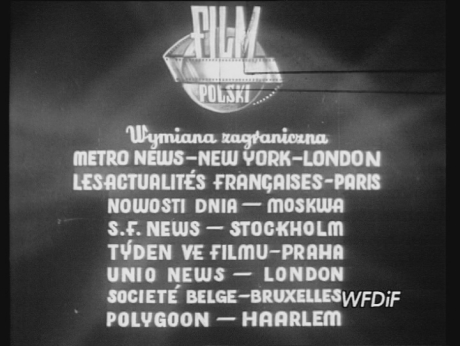 FILM
POLSKI
Wymiana zagraniczna
METRO NEWS-NEW YORK-LONDON
LES ACTUALITÉS FRANÇAISES-PARIS
NOWOSTI DNIA — MOSKWA
S.F. NEWS — STOCKHOLM
TÝDEN VE FILMU-PRAHA
UNIO NEWS — LONDON
SOCIETÉ BELGE-BRUXELLES WFDiF
POLYGOON — HAARLEM